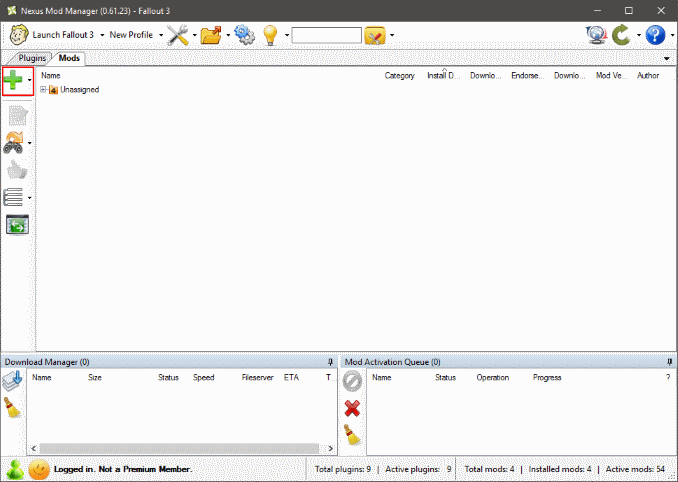 Nexus Mod Manager (0.61.23) - Fallout 3
Launch Fallout 3 New Profile
Plugins Mods
Name Category Install D... Downlo... Endorse... Downlo... Mod Ve... Author
4 Unassigned
Download Manager (0) Mod Activation Queue (0)
Name Size Status Speed Fileserver ETA T Name Status Operation Progress ?
Logged in. Not a Premium Member. Total plugins: 9 | Active plugins: 9 Total mods: 4 | Installed mods: 4 | Active mods: 54